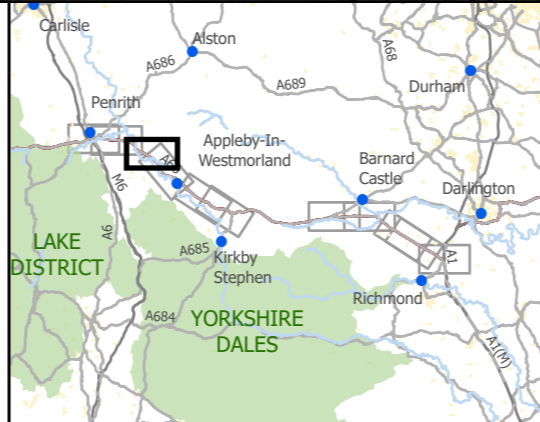 Carlisle
Alston
A68
A686
A689
Durham
Penrith
Appleby-In-
Westmorland
Barnard
Castle
Darlington
A66
M6
A6
LAKE
DISTRICT
A685
Kirkby
Stephen
A1
Richmond
A684
YORKSHIRE
DALES
A1(M)